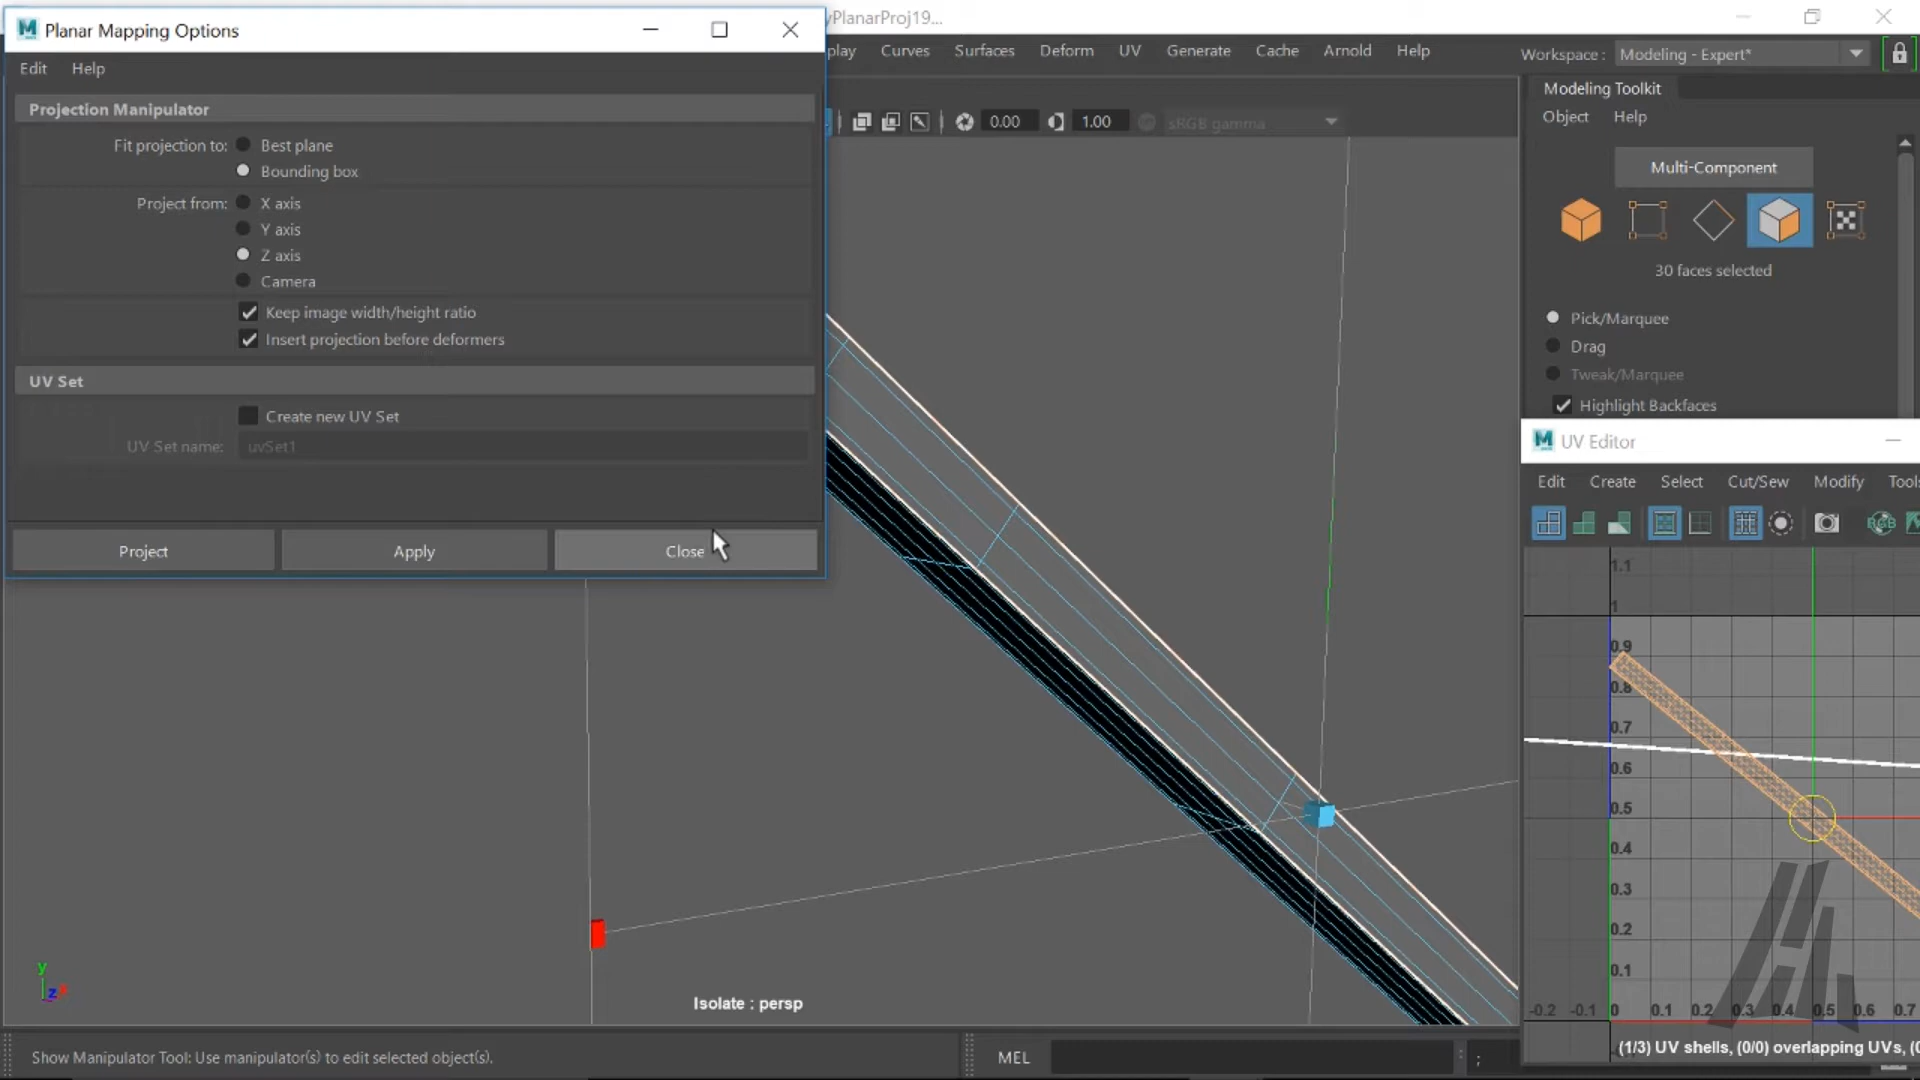 Planar Mapping Options
yPlanarProj19...
Edit Help
play Curves Surfaces Deform UV Generate Cache Arnold Help
Workspace : Modeling - Expert*
Projection Manipulator
Fit projection to: Best plane
Bounding box
Project from: X axis
Y axis
Z axis
Camera
Keep image width/height ratio
Insert projection before deformers
UV Set
Create new UV Set
UV Set name: uvSet1
Project Apply Close
0.00 1.00 sRGB gamma
Modeling Toolkit
Object Help
Multi-Component
30 faces selected
Pick/Marquee
Drag
Tweak/Marquee
Highlight Backfaces
UV Editor
Edit Create Select Cut/Sew Modify Tools
RGB
1.1
1
0.9
0.8
0.7
0.6
0.5
0.4
0.3
0.2
0.1
-0.2 -0.1 0 0.1 0.2 0.3 0.4 0.5 0.6 0.7
(1/3) UV shells, (0/0) overlapping UVs, (0
y
z x
Isolate : persp
Show Manipulator Tool: Use manipulator(s) to edit selected object(s).
MEL
;